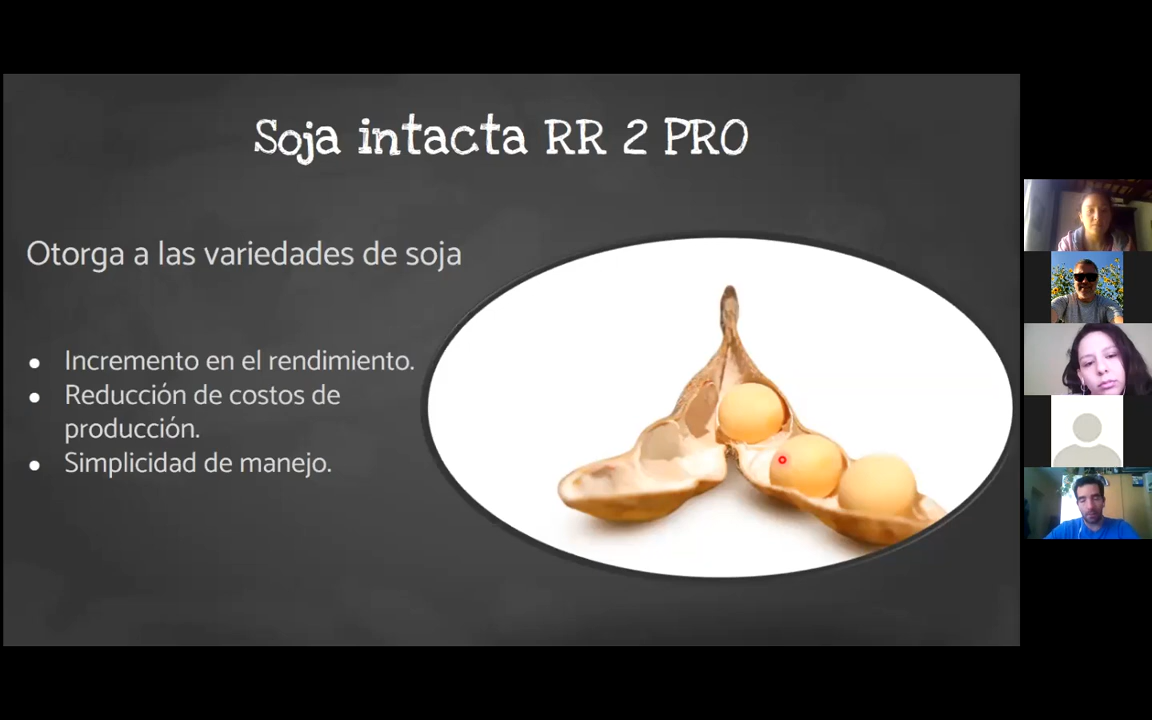 Soja intacta RR 2 PRO
Otorga a las variedades de soja
● Incremento en el rendimiento.
● Reducción de costos de
producción.
● Simplicidad de manejo.